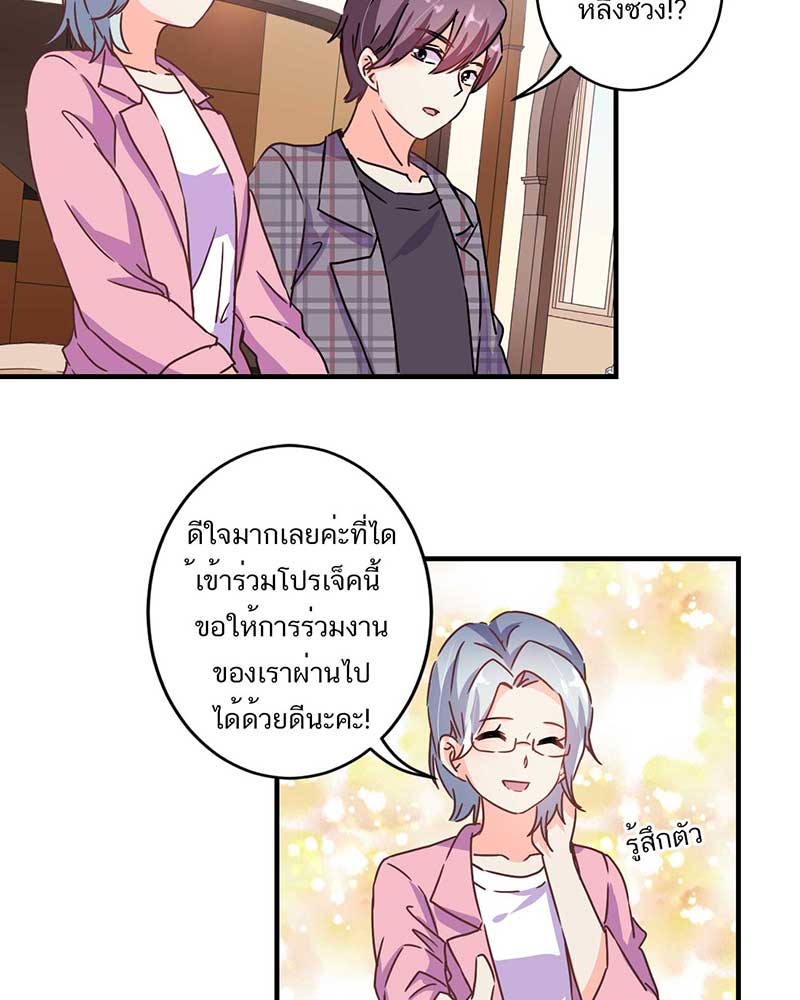 หลิงซวง!?
ดีใจมากเลยค่ะที่ได
้เข้าร่วมโปรเจ็คนี้
ขอให้การร่วมงาน
ของเราผ่านไป
ได้ด้วยดีนะคะ!
รู้สึกตัว